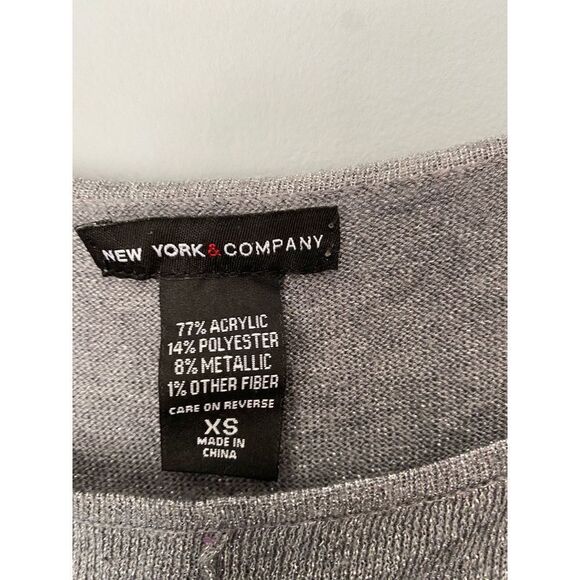 NEW YORK & COMPANY
77% ACRYLIC
14% POLYESTER
8% METALLIC
1% OTHER FIBER
CARE ON REVERSE
XS
MADE IN
CHINA